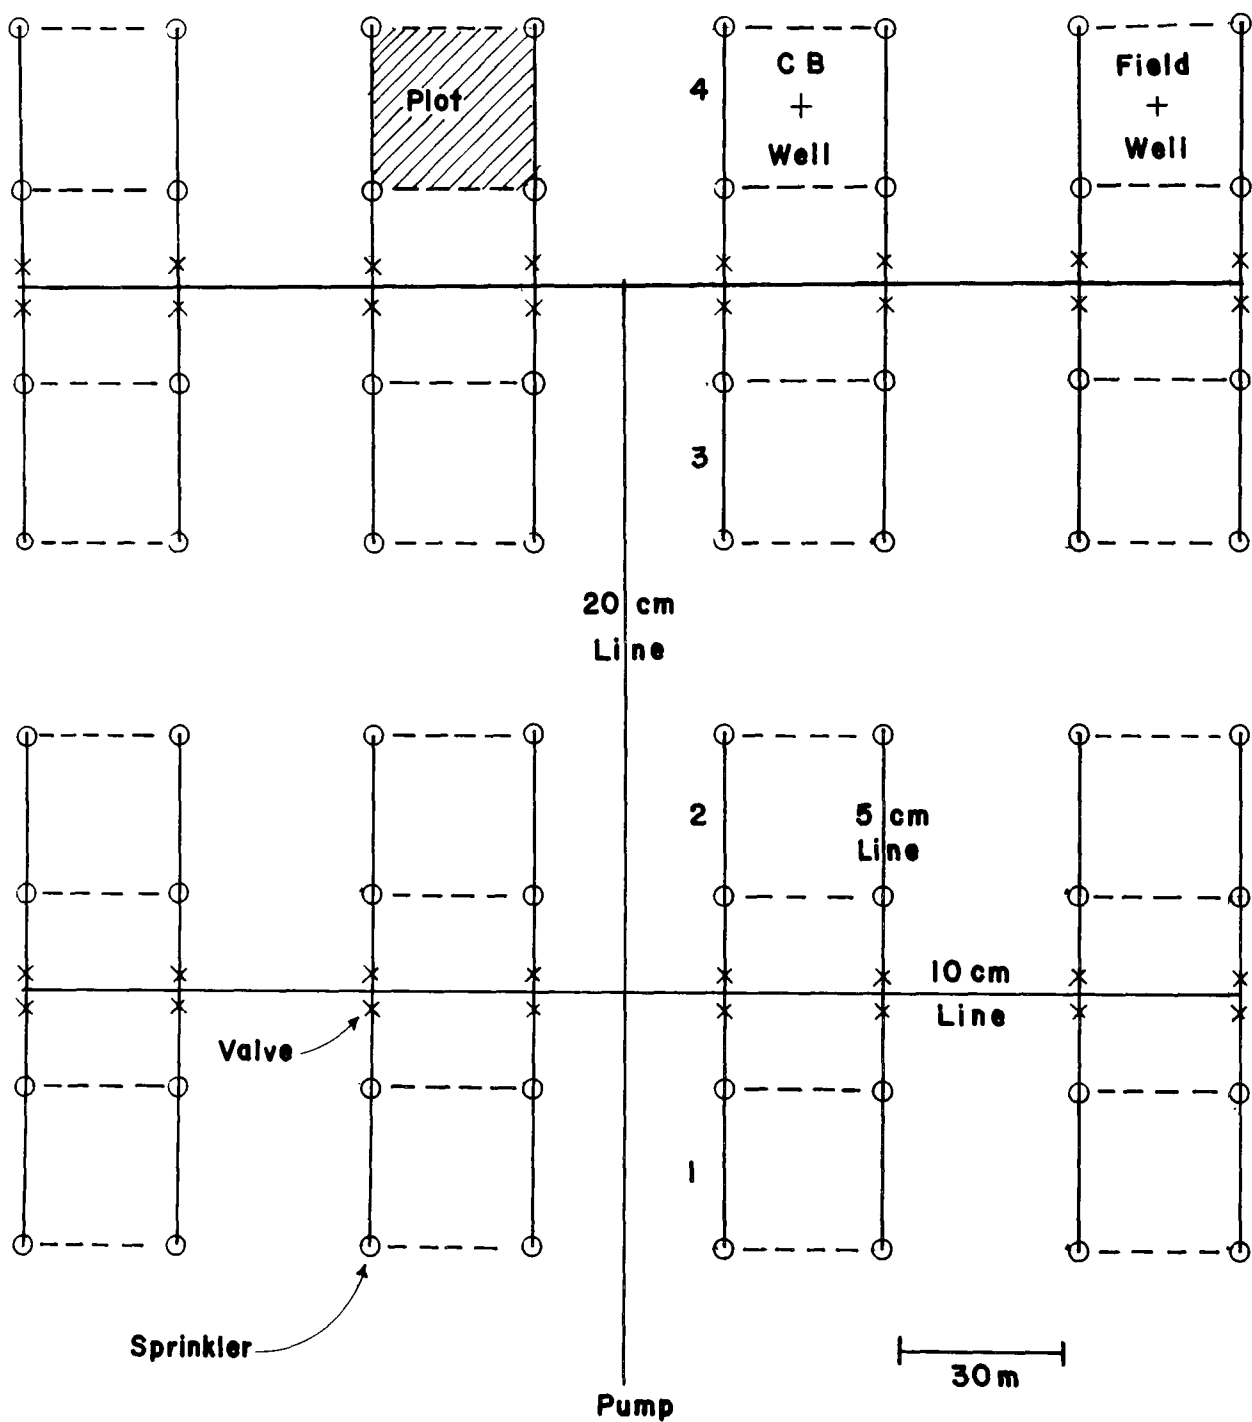 Plot
4
CB
+
Well
Field
+
Well
3
20 cm
Line
2
5 cm
Line
10 cm
Line
Valve
1
Sprinkler
30 m
Pump